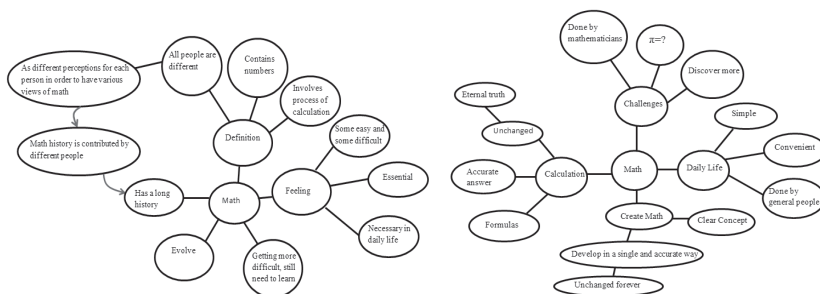 As different perceptions for each
person in order to have various
views of math
All people are
different
Contains
numbers
Involves
process of
calculation
Definition
Math history is contributed by
different people
Some easy and
some difficult
Has a long
history
Math
Feeling
Essential
Necessary in
daily life
Evolve
Getting more
difficult, still
need to learn
Done by
mathematicians
π=?
Discover more
Challenges
Eternal truth
Unchanged
Simple
Convenient
Accurate
answer
Calculation
Math
Daily Life
Done by
general people
Formulas
Create Math
Clear Concept
Develop in a single and accurate way
Unchanged forever